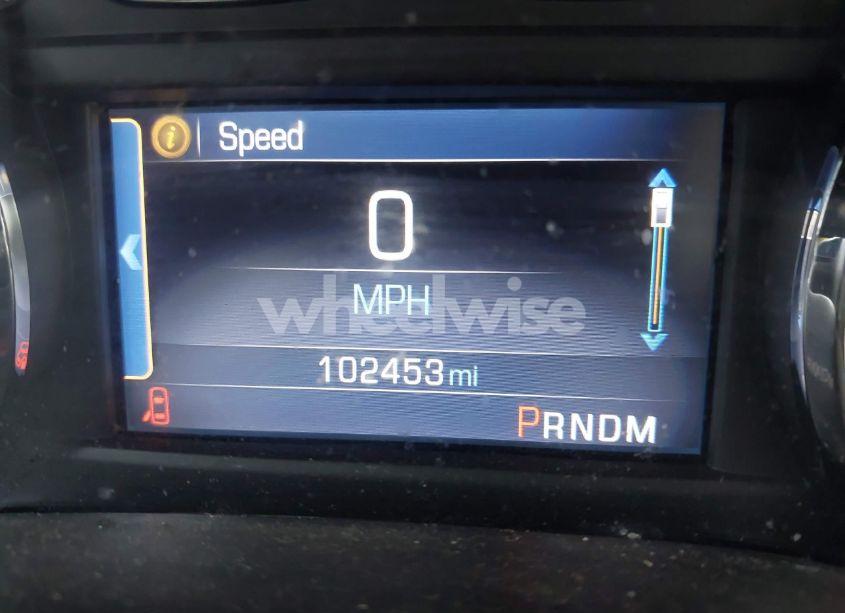 i Speed
0
MPH
wheelwise
102453 mi
PRNDM